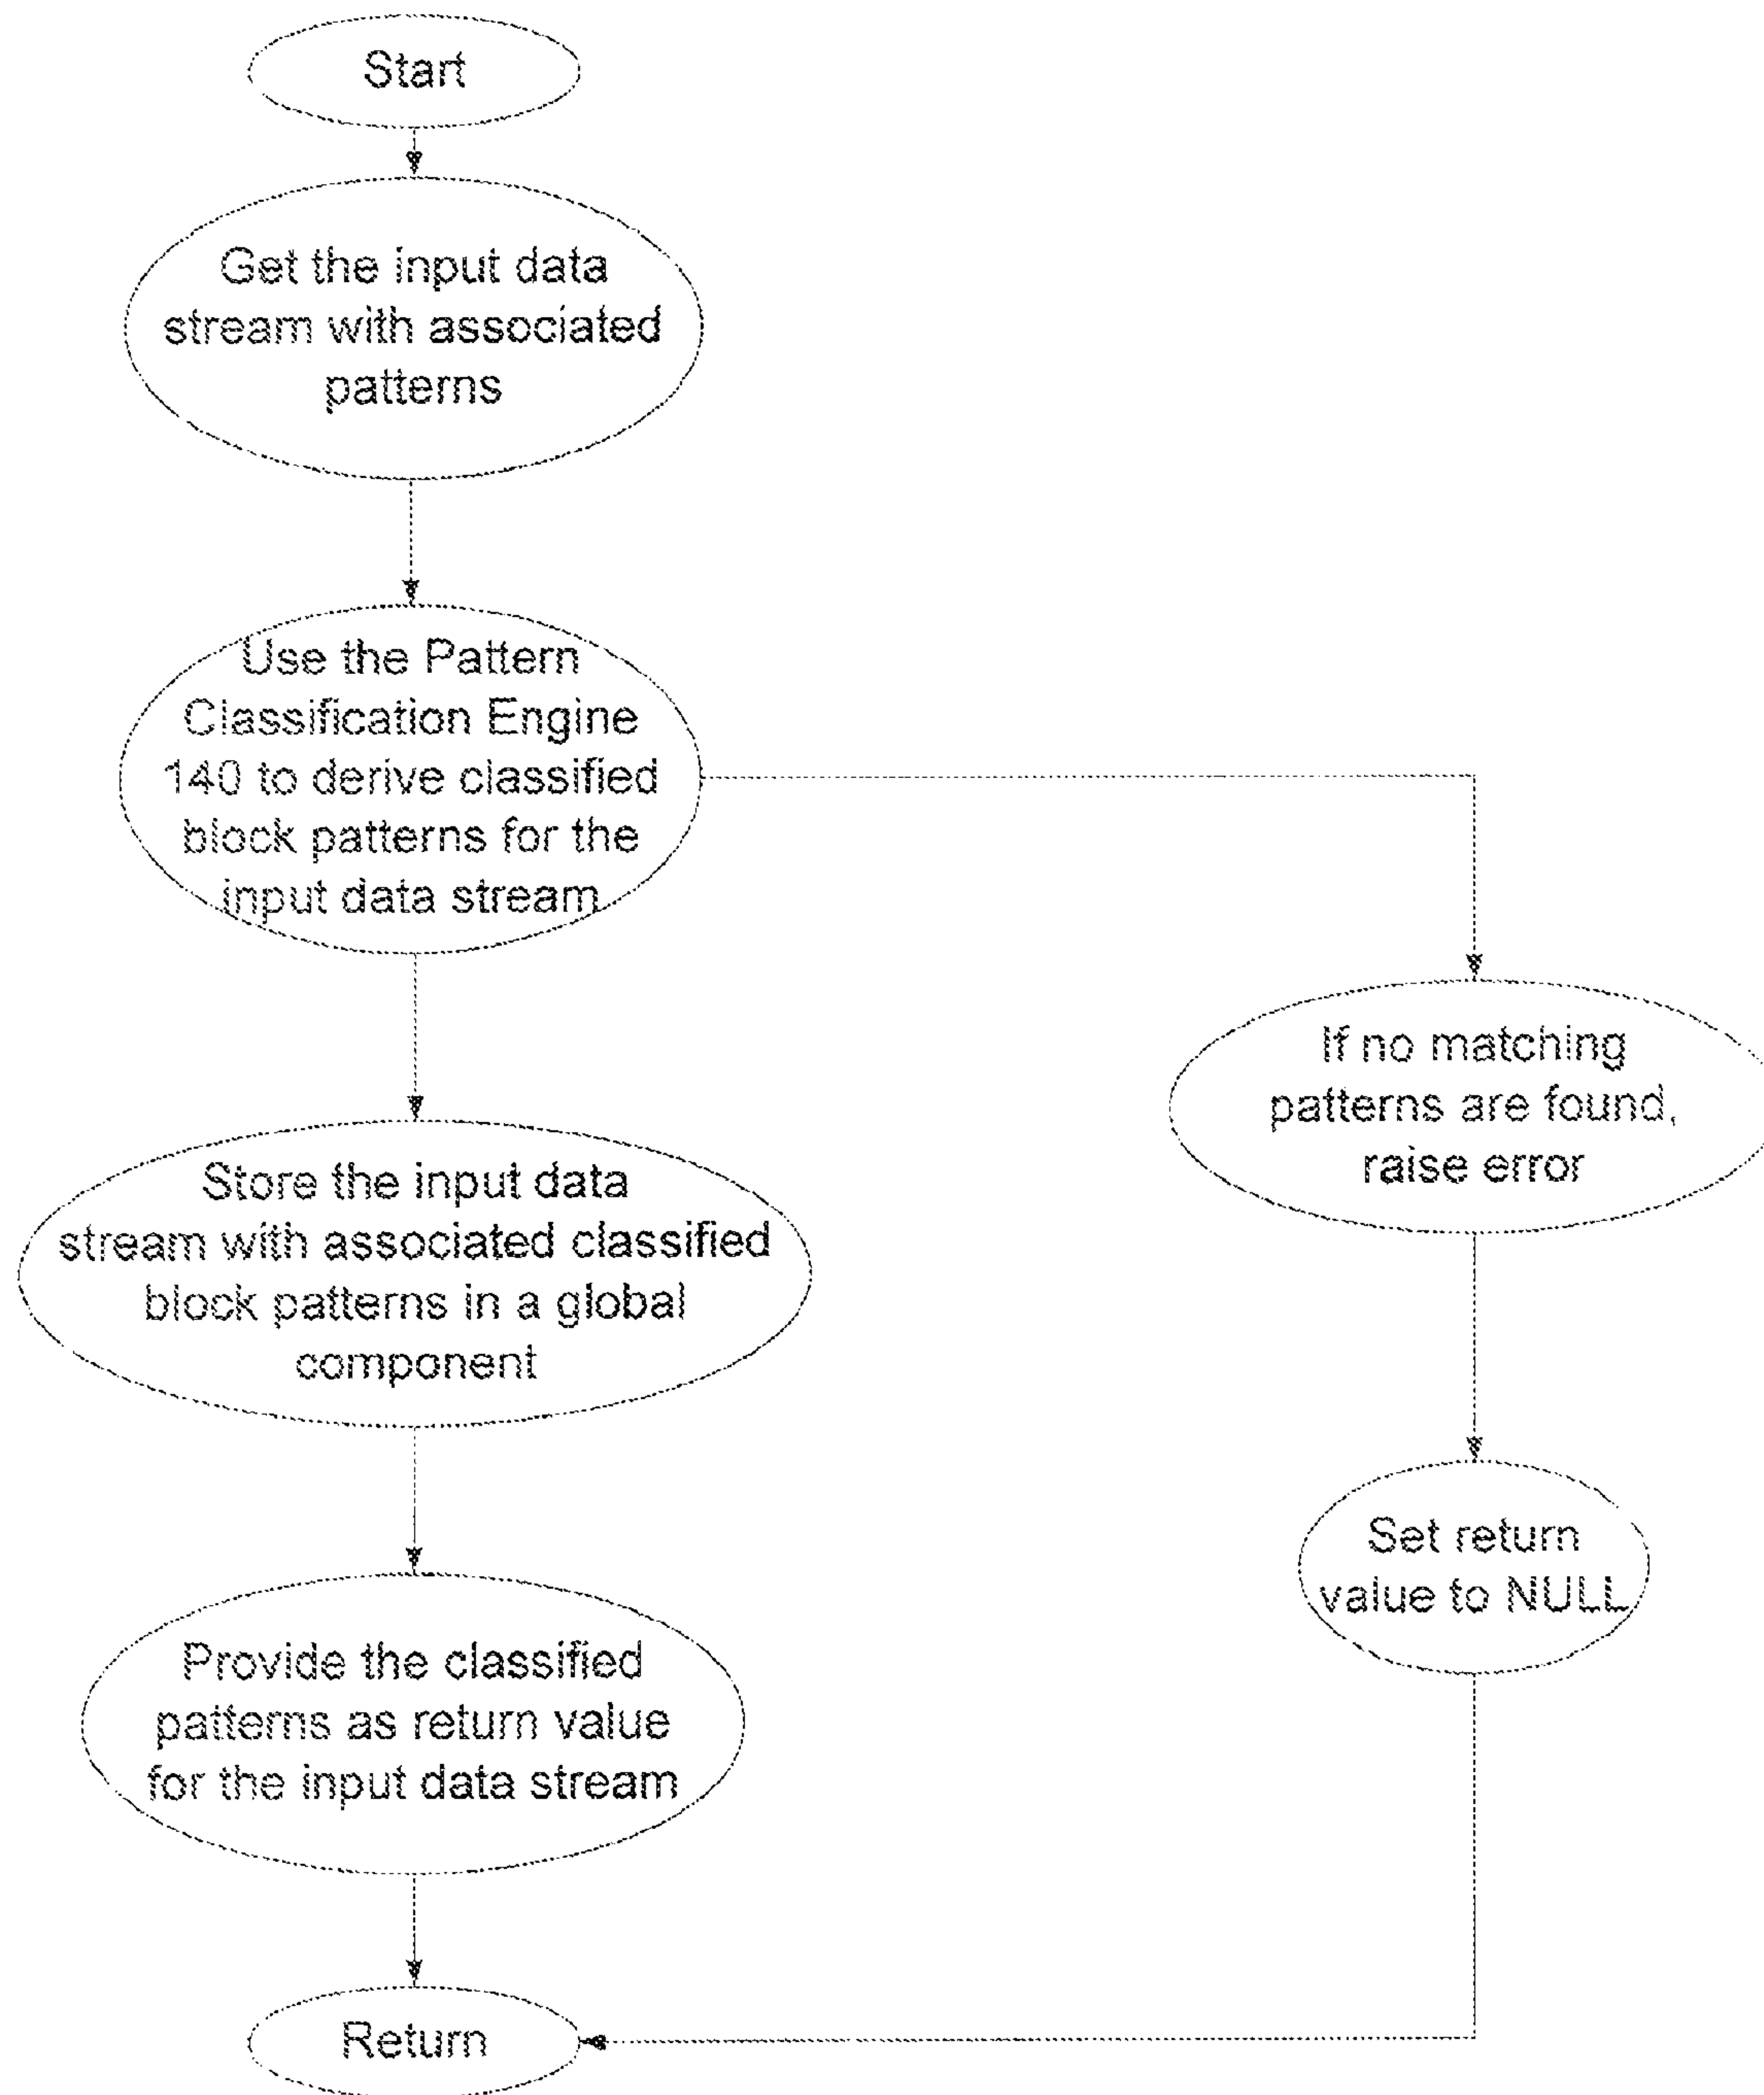 Start
Get the input data
stream with associated
patterns
Use the Pattern
Classification Engine
140 to derive classified
block patterns for the
input data stream
Store the input data
stream with associated classified
block patterns in a global
component
Provide the classified
patterns as return value
for the input data stream
If no matching
patterns are found,
raise error
Set return
value to NULL
Return